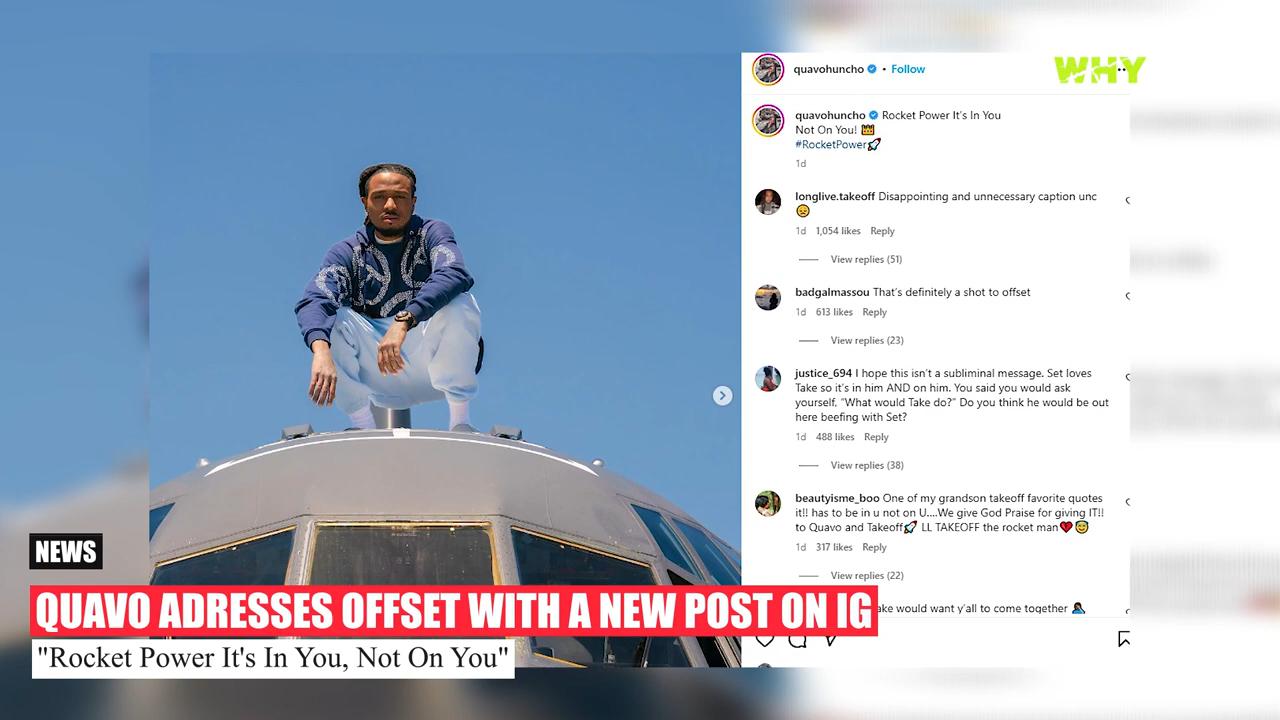 quavohuncho • Follow
WHY
quavohuncho Rocket Power It's In You
Not On You!
#RocketPower
1d
longlive.takeoff Disappointing and unnecessary caption unc
1d 1,054 likes Reply
View replies (51)
badgalmassou That's definitely a shot to offset
1d 613 likes Reply
View replies (23)
justice_694 I hope this isn't a subliminal message. Set loves
Take so it's in him AND on him. You said you would ask
yourself, "What would Take do?" Do you think he would be out
here beefing with Set?
1d 488 likes Reply
View replies (38)
beautyisme_boo One of my grandson takeoff favorite quotes
it!! has to be in u not on U....We give God Praise for giving IT!!
to Quavo and Takeoff LL TAKEOFF the rocket man
1d 317 likes Reply
View replies (22)
would want y'all to come together
NEWS
QUAVO ADRESSES OFFSET WITH A NEW POST ON IG
"Rocket Power It's In You, Not On You"